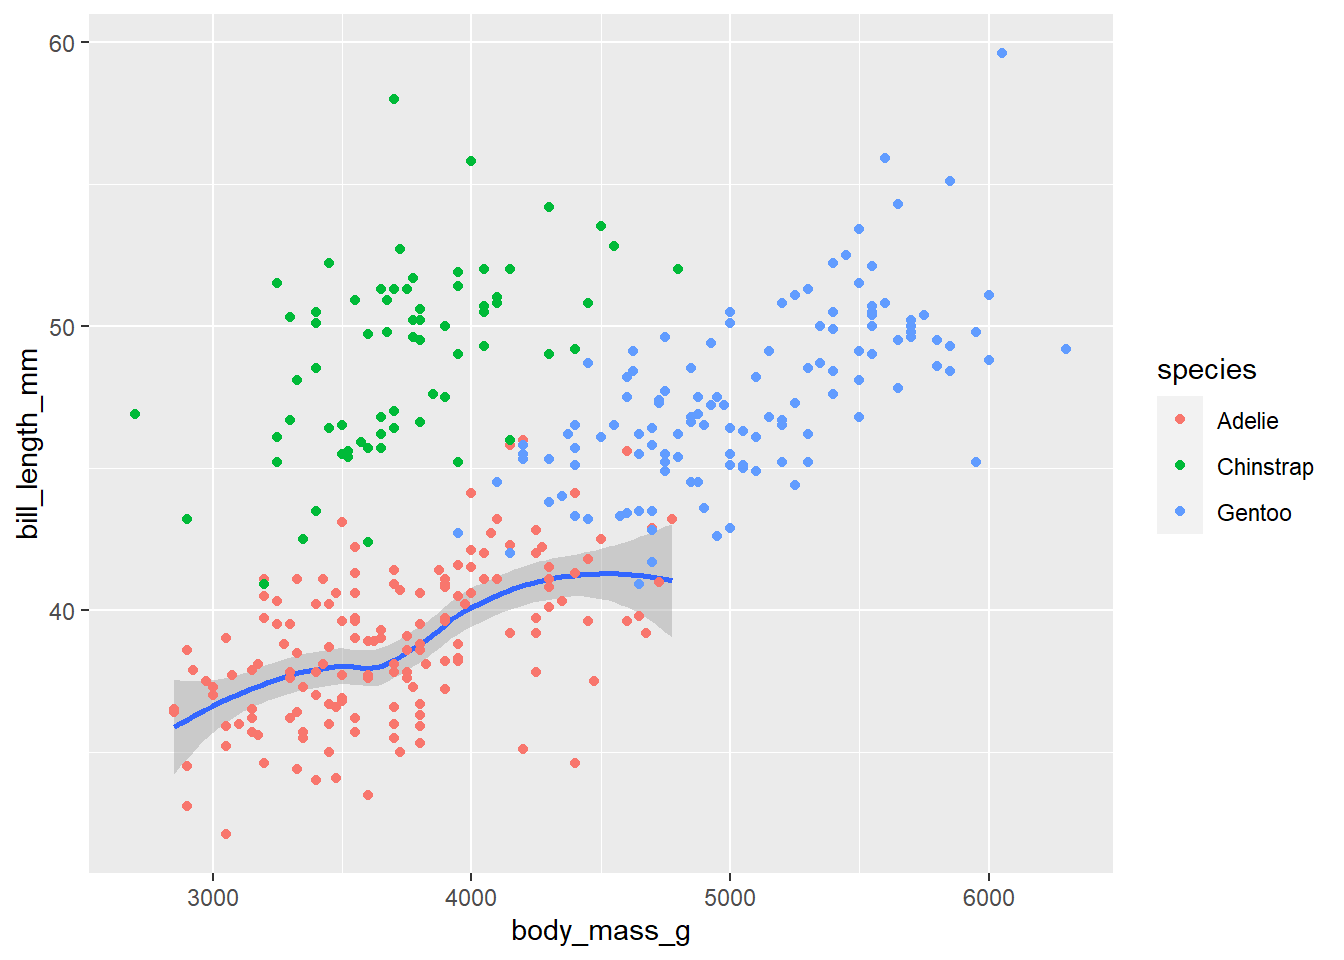 60
50
40
bill_length_mm
3000 4000 5000 6000
body_mass_g
species
Adelie
Chinstrap
Gentoo